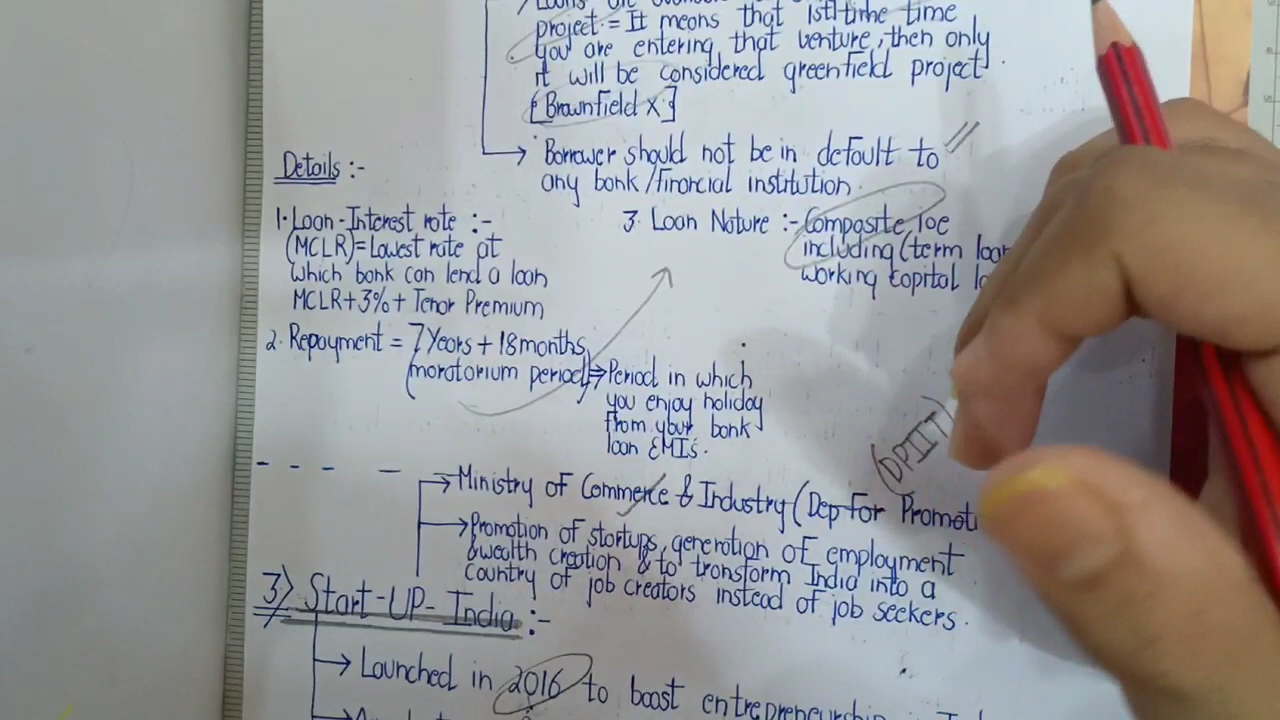 project := It means that 1st time time
you are entering that venture, then only
it will be considered greenfield project.
[Brownfield x]
Borrower should not be in default to
any bank/financial institution.
Details :-
1. Loan-Interest rate :-
(MCLR)= Lowest rate at
which bank can lend a loan
MCLR+3%+ Tenor Premium
2. Repayment = 7 Years + 18 months
(moratorium period) ⇒ Period in which
you enjoy holiday
from your bank
loan EMIs.
3. Loan Nature :- Composite
including (term loan
working capital
(DPIIT)
Ministry of Commerce & Industry (Dep for
Promotion of startups, generation of employment
& wealth creation & to transform India into a
country of job creators instead of job seekers.
3) Start-UP-India :-
Launched in 2016 to boost